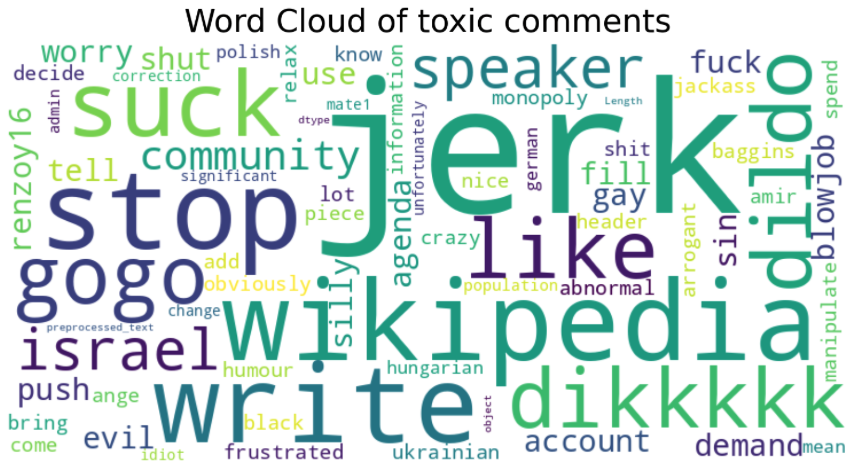 Word Cloud of toxic comments
worry
shut
polish
know
fuck
decide
correction
relax
use
speaker
jackass
admin
suck
mate1
information
monopoly
Length
dildo
spend
dtype
jerk
renzoy16
community
unfortunately
german
shit
baggins
tell
significant
lot
nice
fill
blowjob
stop
piece
agenda
gay
amir
gogo
like
header
sin
crazy
arrogant
add
obviously
silly
population
abnormal
manipulate
change
wikipedia
preprocessed_text
israel
humour
hungarian
push
ange
write
object
dikkkkk
bring
evil
black
account
demand
come
idiot
frustrated
ukrainian
mean